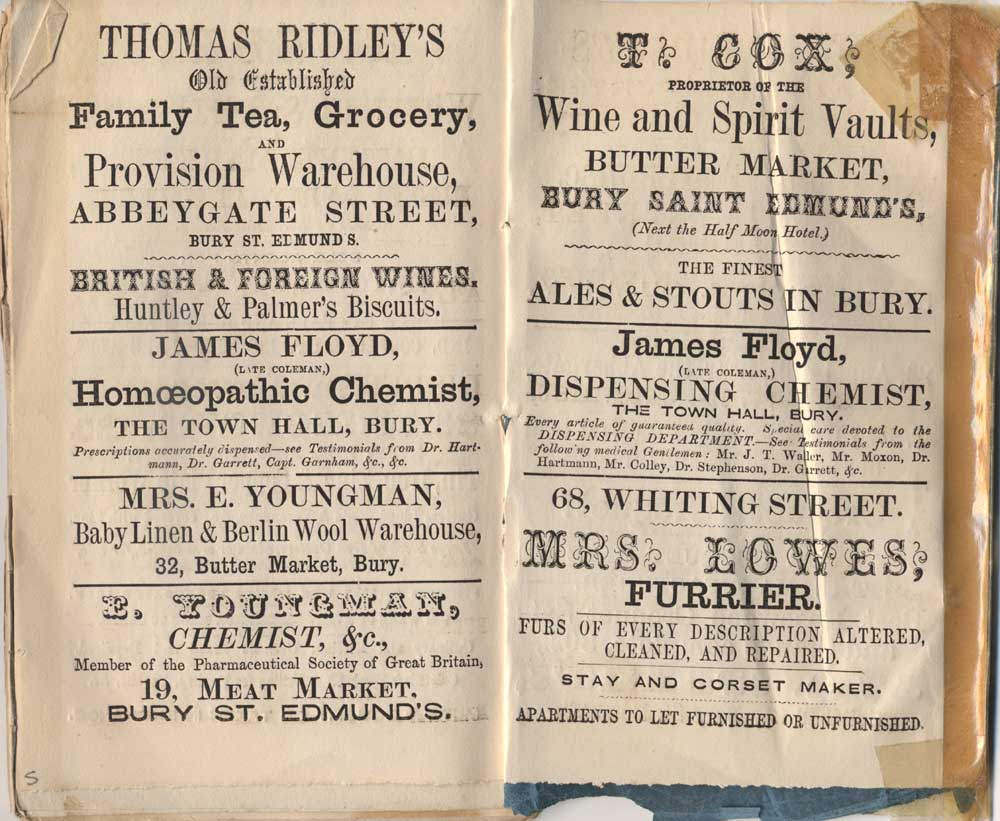 THOMAS RIDLEY'S
Old Established
Family Tea, Grocery,
AND
Provision Warehouse,
ABBEYGATE STREET,
BURY ST. EDMUNDS.
BRITISH & FOREIGN WINES.
Huntley & Palmer's Biscuits.
JAMES FLOYD,
(LATE COLEMAN,)
Homœopathic Chemist,
THE TOWN HALL, BURY.
Prescriptions accurately dispensed—see Testimonials from Dr. Hart-
mann, Dr. Garrett, Capt. Garnham, &c., &c.
MRS. E. YOUNGMAN,
Baby Linen & Berlin Wool Warehouse,
32, Butter Market, Bury.
E. YOUNGMAN,
CHEMIST, &c.,
Member of the Pharmaceutical Society of Great Britain,
19, MEAT MARKET,
BURY ST. EDMUND'S.
S
T. COX,
PROPRIETOR OF THE
Wine and Spirit Vaults,
BUTTER MARKET,
BURY SAINT EDMUND'S,
(Next the Half Moon Hotel.)
THE FINEST
ALES & STOUTS IN BURY.
James Floyd,
(LATE COLEMAN,)
DISPENSING CHEMIST,
THE TOWN HALL, BURY.
Every article of guaranteed quality. Special care devoted to the
DISPENSING DEPARTMENT.—See Testimonials from the
following medical Gentlemen: Mr. J. T. Waller, Mr. Moxon, Dr.
Hartmann, Mr. Colley, Dr. Stephenson, Dr. Garrett, &c.
68, WHITING STREET.
MRS. LOWES,
FURRIER.
FURS OF EVERY DESCRIPTION ALTERED,
CLEANED, AND REPAIRED.
STAY AND CORSET MAKER.
APARTMENTS TO LET FURNISHED OR UNFURNISHED.